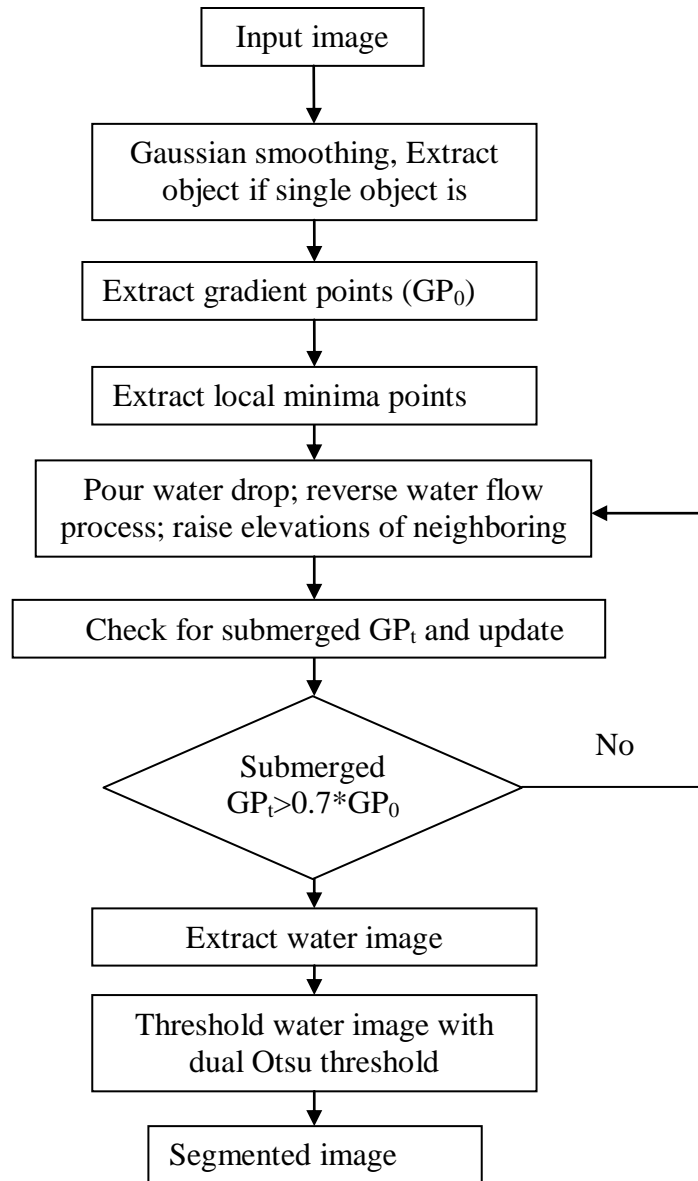 Input image
Gaussian smoothing, Extract
object if single object is
Extract gradient points (GP₀)
Extract local minima points
Pour water drop; reverse water flow
process; raise elevations of neighboring
Check for submerged GPₜ and update
Submerged
GPₜ>0.7*GP₀
No
Extract water image
Threshold water image with
dual Otsu threshold
Segmented image